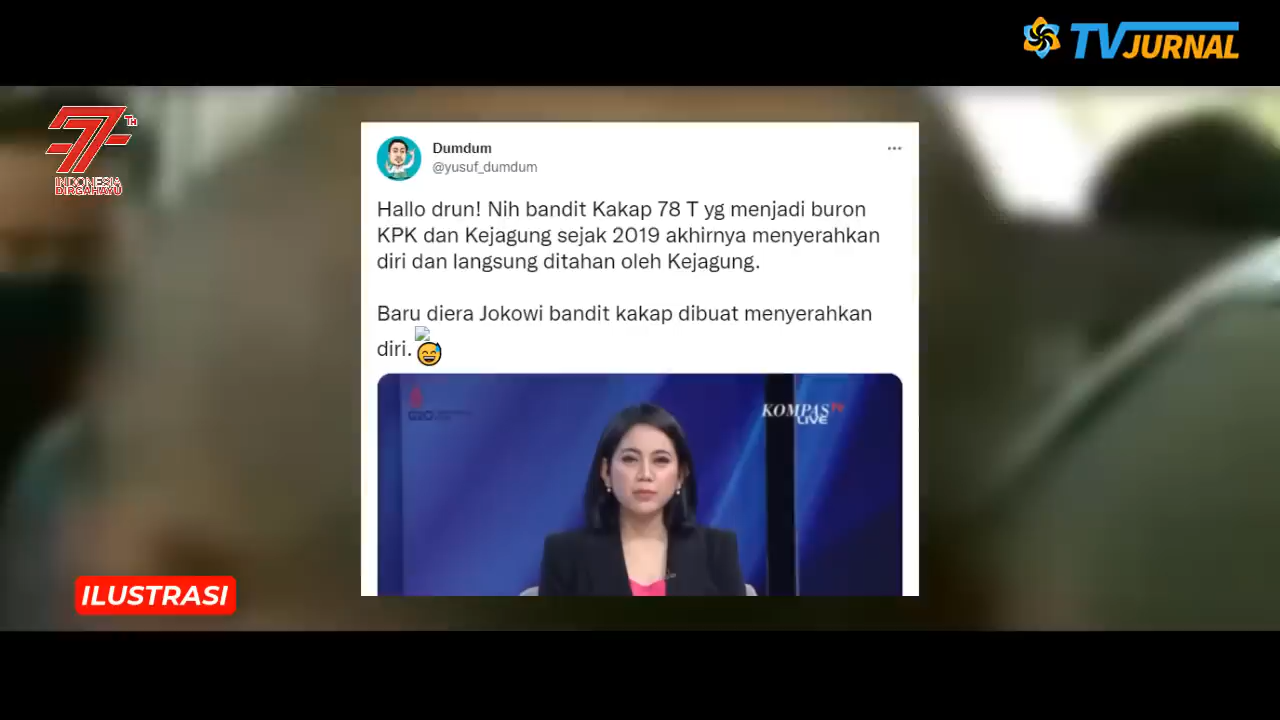 TVJURNAL
77TH
INDONESIA
DIRGAHAYU
Dumdum
@yusuf_dumdum
Hallo drun! Nih bandit Kakap 78 T yg menjadi buron
KPK dan Kejagung sejak 2019 akhirnya menyerahkan
diri dan langsung ditahan oleh Kejagung.
Baru diera Jokowi bandit kakap dibuat menyerahkan
diri.
G20
KOMPAS TV
LIVE
ILUSTRASI